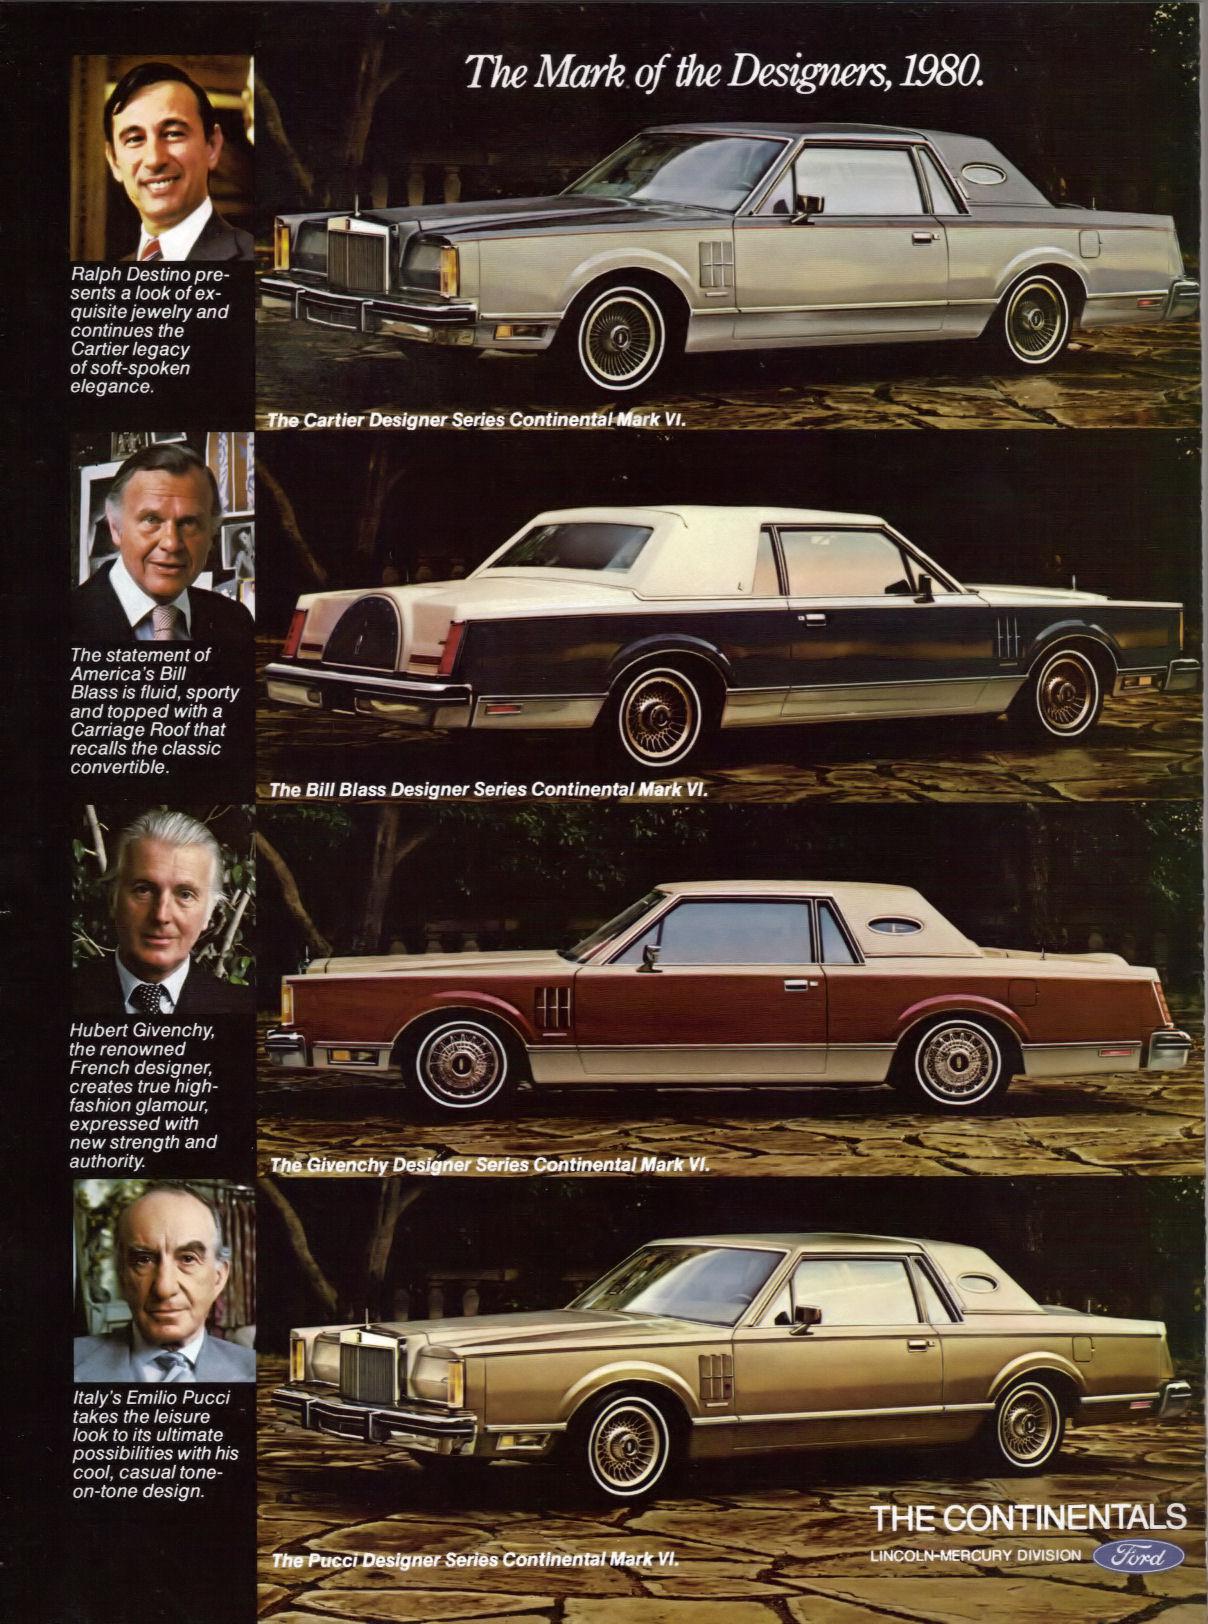 The Mark of the Designers, 1980.
Ralph Destino pre-
sents a look of ex-
quisite jewelry and
continues the
Cartier legacy
of soft-spoken
elegance.
The Cartier Designer Series Continental Mark VI.
The statement of
America's Bill
Blass is fluid, sporty
and topped with a
Carriage Roof that
recalls the classic
convertible.
The Bill Blass Designer Series Continental Mark VI.
Hubert Givenchy,
the renowned
French designer,
creates true high-
fashion glamour,
expressed with
new strength and
authority.
The Givenchy Designer Series Continental Mark VI.
Italy's Emilio Pucci
takes the leisure
look to its ultimate
possibilities with his
cool, casual tone-
on-tone design.
The Pucci Designer Series Continental Mark VI.
THE CONTINENTALS
LINCOLN-MERCURY DIVISION Ford